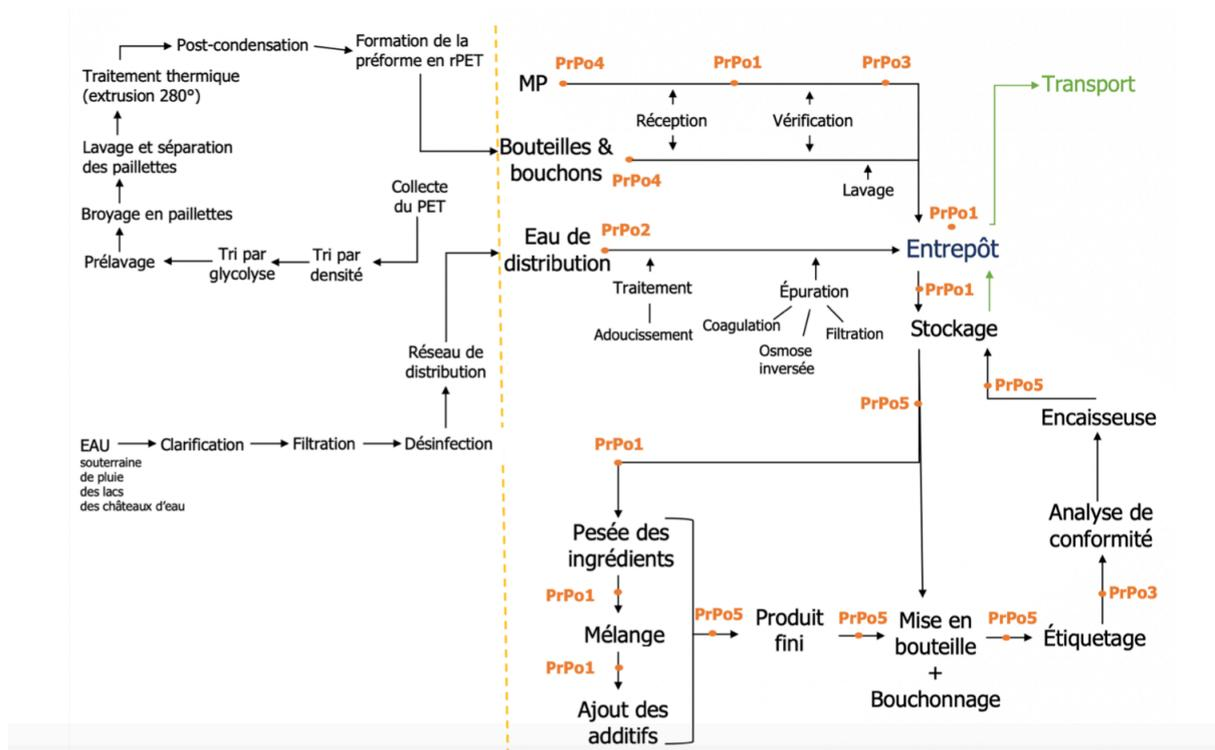 Post-condensation
Formation de la
préforme en rPET
Traitement thermique
(extrusion 280°)
Lavage et séparation
des paillettes
Broyage en paillettes
Prélavage
Tri par
glycolyse
Tri par
densité
Collecte
du PET
EAU
souterraine
de pluie
des lacs
des châteaux d'eau
Clarification
Filtration
Désinfection
Réseau de
distribution
PrPo4
PrPo1
PrPo3
MP
Réception
Vérification
Bouteilles &
bouchons
PrPo4
Lavage
Transport
Eau de
distribution
PrPo2
Traitement
Adoucissement
Épuration
Coagulation
Osmose
inversée
Filtration
PrPo1
Entrepôt
PrPo1
Stockage
PrPo5
PrPo5
Encaisseuse
PrPo1
Pesée des
ingrédients
PrPo1
Mélange
PrPo1
Ajout des
additifs
PrPo5
Produit
fini
PrPo5
Mise en
bouteille
+
Bouchonnage
PrPo5
Étiquetage
PrPo3
Analyse de
conformité